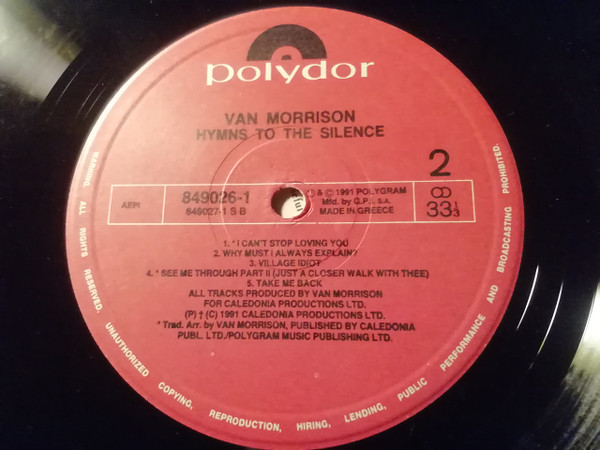 polydor
VAN MORRISON
HYMNS TO THE SILENCE
2
AEPI
849026-1
849027-1 S B
& © 1991 POLYGRAM
Mfd. by G.P.I. s.a.
MADE IN GREECE
33 1/3
1. * I CAN'T STOP LOVING YOU
2. WHY MUST I ALWAYS EXPLAIN?
3. VILLAGE IDIOT
4. * SEE ME THROUGH PART II (JUST A CLOSER WALK WITH THEE)
5. TAKE ME BACK
ALL TRACKS PRODUCED BY VAN MORRISON
FOR CALEDONIA PRODUCTIONS LTD.
(P) † (C) 1991 CALEDONIA PRODUCTIONS LTD.
* Trad. Arr. by VAN MORRISON, PUBLISHED BY CALEDONIA
PUBL. LTD./POLYGRAM MUSIC PUBLISHING LTD.
WARNING. ALL RIGHTS RESERVED. UNAUTHORIZED COPYING, REPRODUCTION, HIRING, LENDING, PUBLIC PERFORMANCE AND BROADCASTING PROHIBITED.